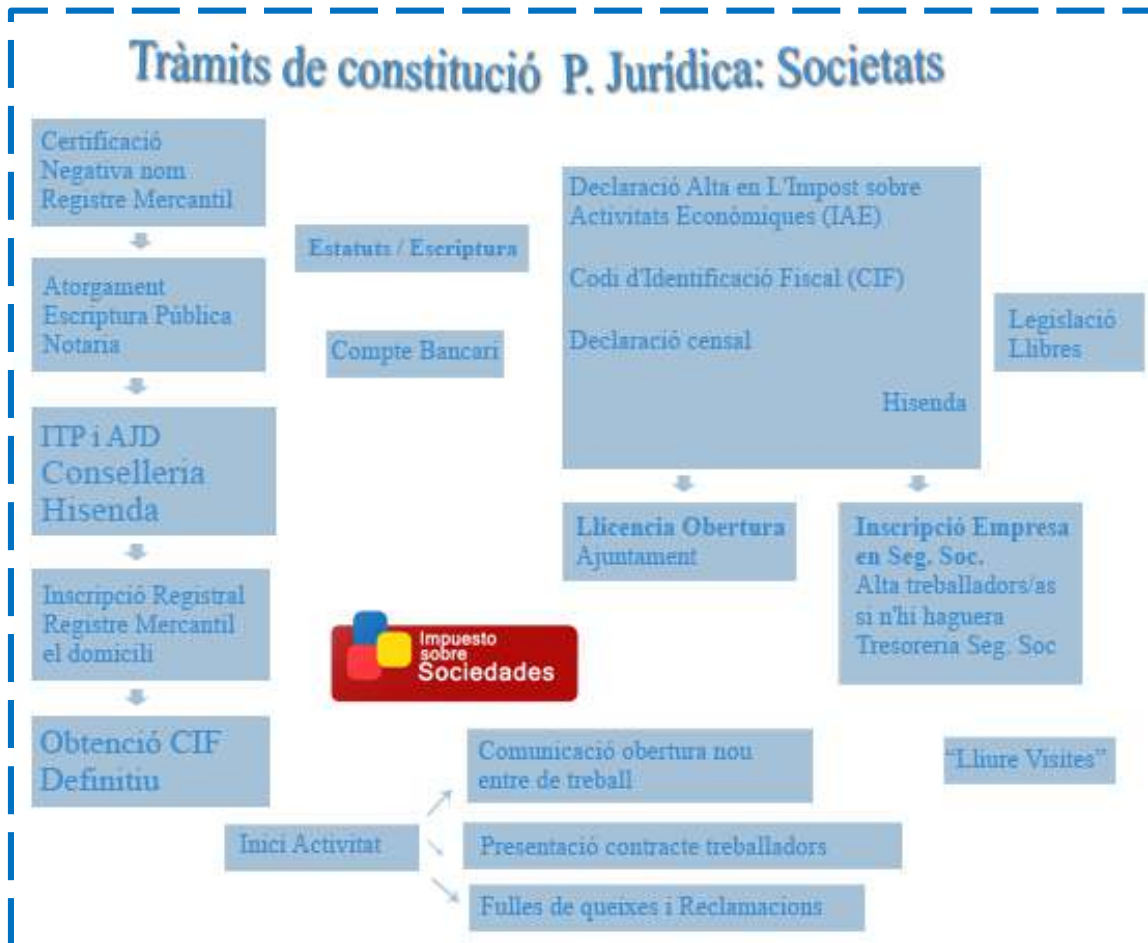 Tràmits de constitució P. Jurídica: Societats
Certificació
Negativa nom
Registre Mercantil
Atorgament
Escriptura Pública
Notaria
ITP i AJD
Conselleria
Hisenda
Inscripció Registral
Registre Mercantil
el domicili
Obtenció CIF
Definitiu
Estatuts / Escriptura
Compte Bancari
Declaració Alta en L'Impost sobre
Activitats Econòmiques (IAE)
Codi d'Identificació Fiscal (CIF)
Declaració censal
Hisenda
Legislació
Llibres
Llicencia Obertura
Ajuntament
Inscripció Empresa
en Seg. Soc.
Alta treballadors/as
si n'hi haguera
Tresoreria Seg. Soc
Impuesto
sobre
Sociedades
"Lliure Visites"
Inici Activitat
Comunicació obertura nou
entre de treball
Presentació contracte treballadors
Fulles de queixes i Reclamacions